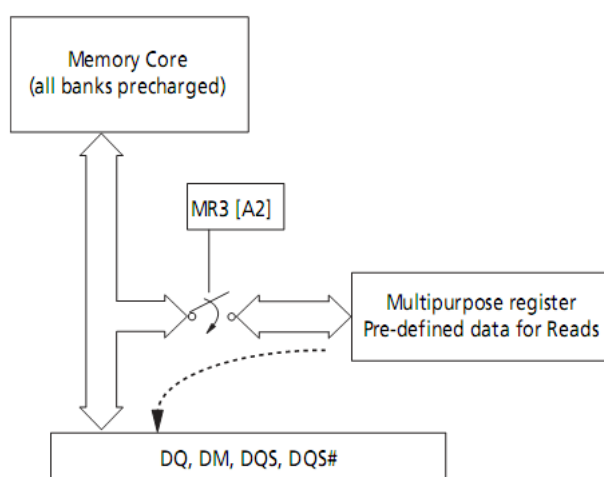 Memory Core
(all banks precharged)
MR3 [A2]
Multipurpose register
Pre-defined data for Reads
DQ, DM, DQS, DQS#